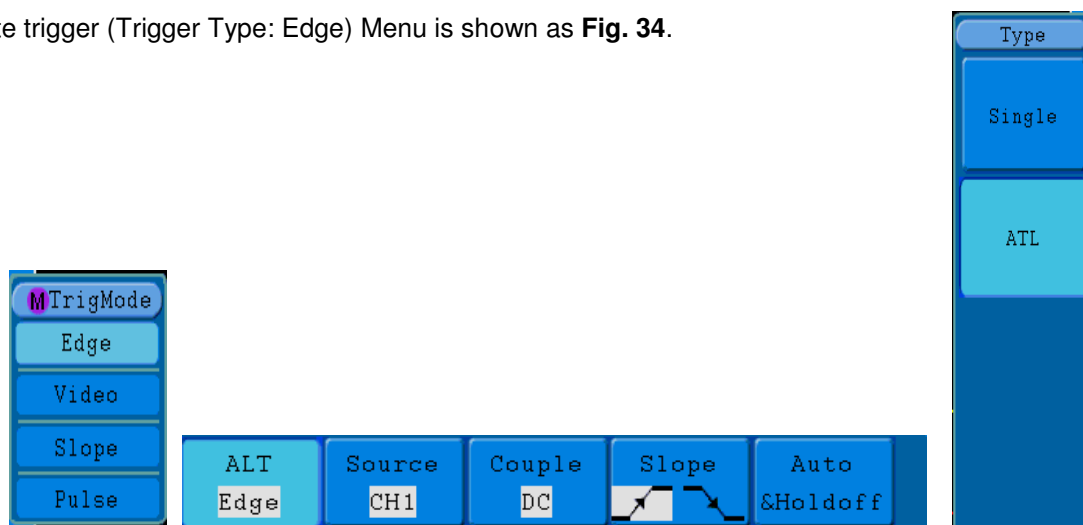 te trigger (Trigger Type: Edge) Menu is shown as Fig. 34.
Type
Single
ATL
M TrigMode
Edge
Video
Slope
Pulse
ALT Source Couple Slope Auto
Edge CH1 DC &Holdoff